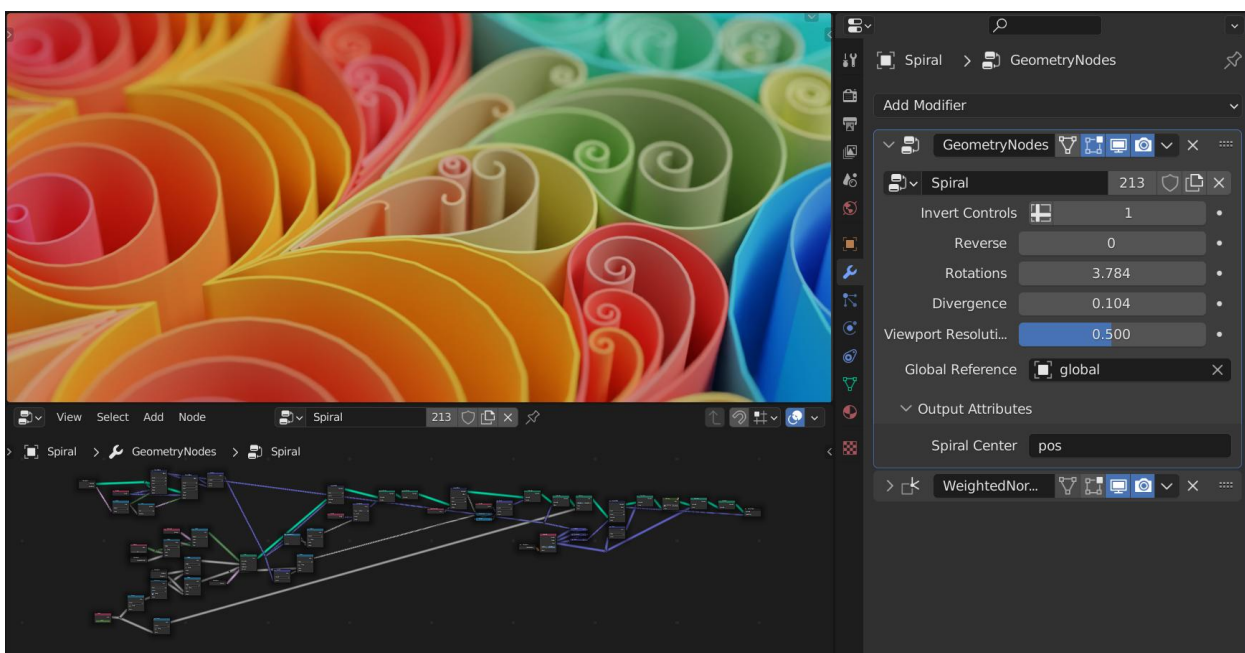 Spiral > GeometryNodes
Add Modifier
GeometryNodes
Spiral 213
Invert Controls 1
Reverse 0
Rotations 3.784
Divergence 0.104
Viewport Resoluti... 0.500
Global Reference global
Output Attributes
Spiral Center pos
WeightedNor...
View Select Add Node Spiral 213
Spiral > GeometryNodes > Spiral